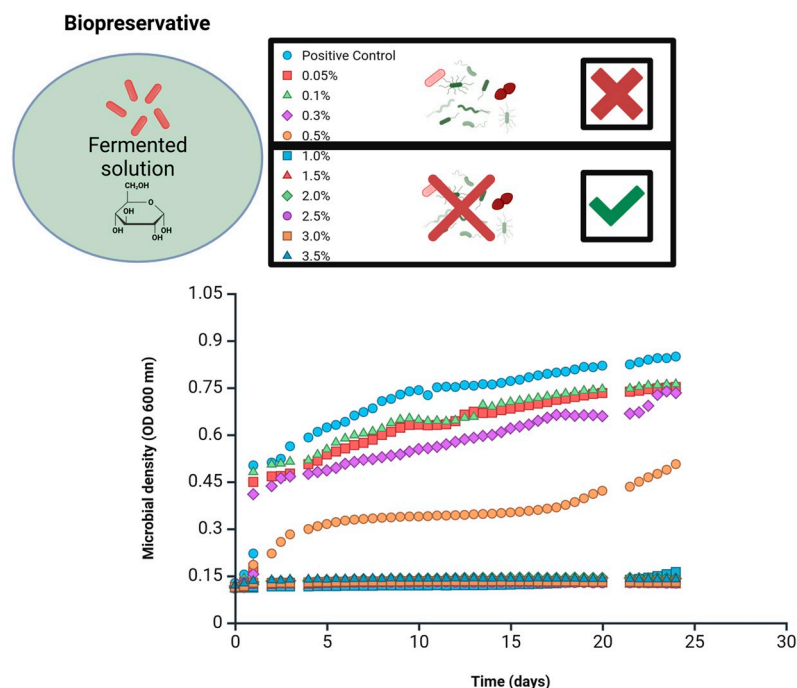 Biopreservative
Fermented
solution
CH₂OH
O
OH
OH
OH
OH
Positive Control
0.05%
0.1%
0.3%
0.5%
1.0%
1.5%
2.0%
2.5%
3.0%
3.5%
Microbial density (OD 600 mn)
1.05
0.9
0.75
0.6
0.45
0.3
0.15
0
0 5 10 15 20 25 30
Time (days)